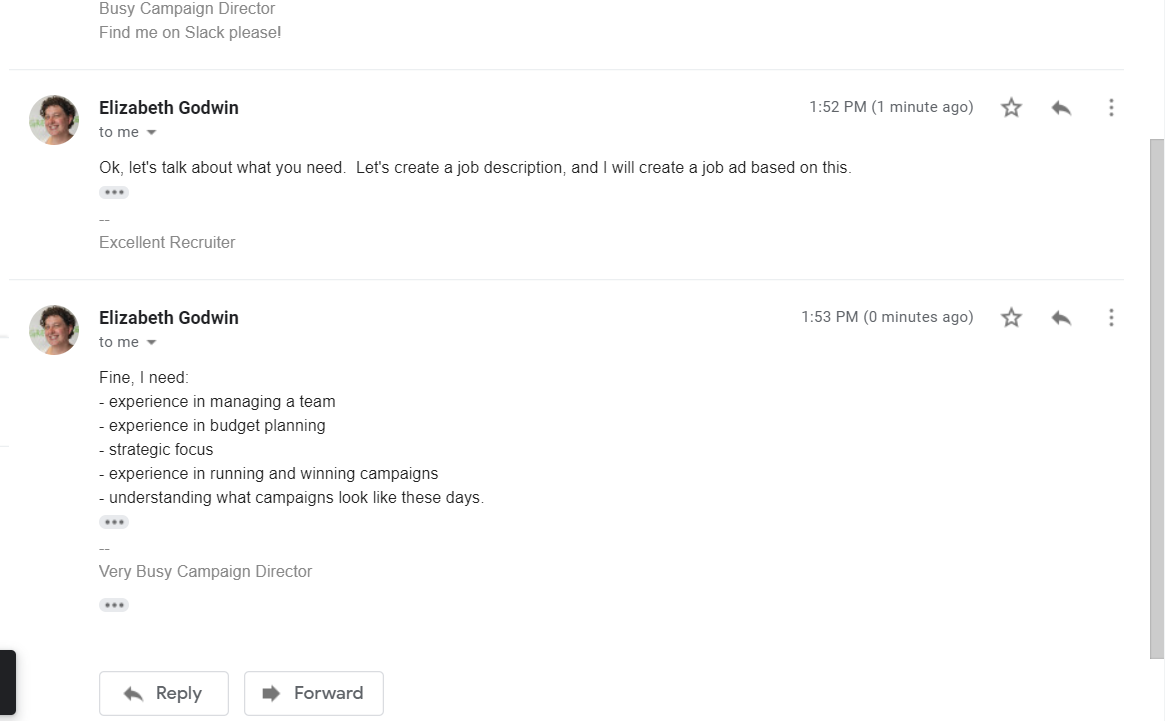 Busy Campaign Director
Find me on Slack please!
Elizabeth Godwin
1:52 PM (1 minute ago)
to me
Ok, let's talk about what you need.  Let's create a job description, and I will create a job ad based on this.
--
Excellent Recruiter
Elizabeth Godwin
1:53 PM (0 minutes ago)
to me
Fine, I need:
- experience in managing a team
- experience in budget planning
- strategic focus
- experience in running and winning campaigns
- understanding what campaigns look like these days.
--
Very Busy Campaign Director
Reply
Forward